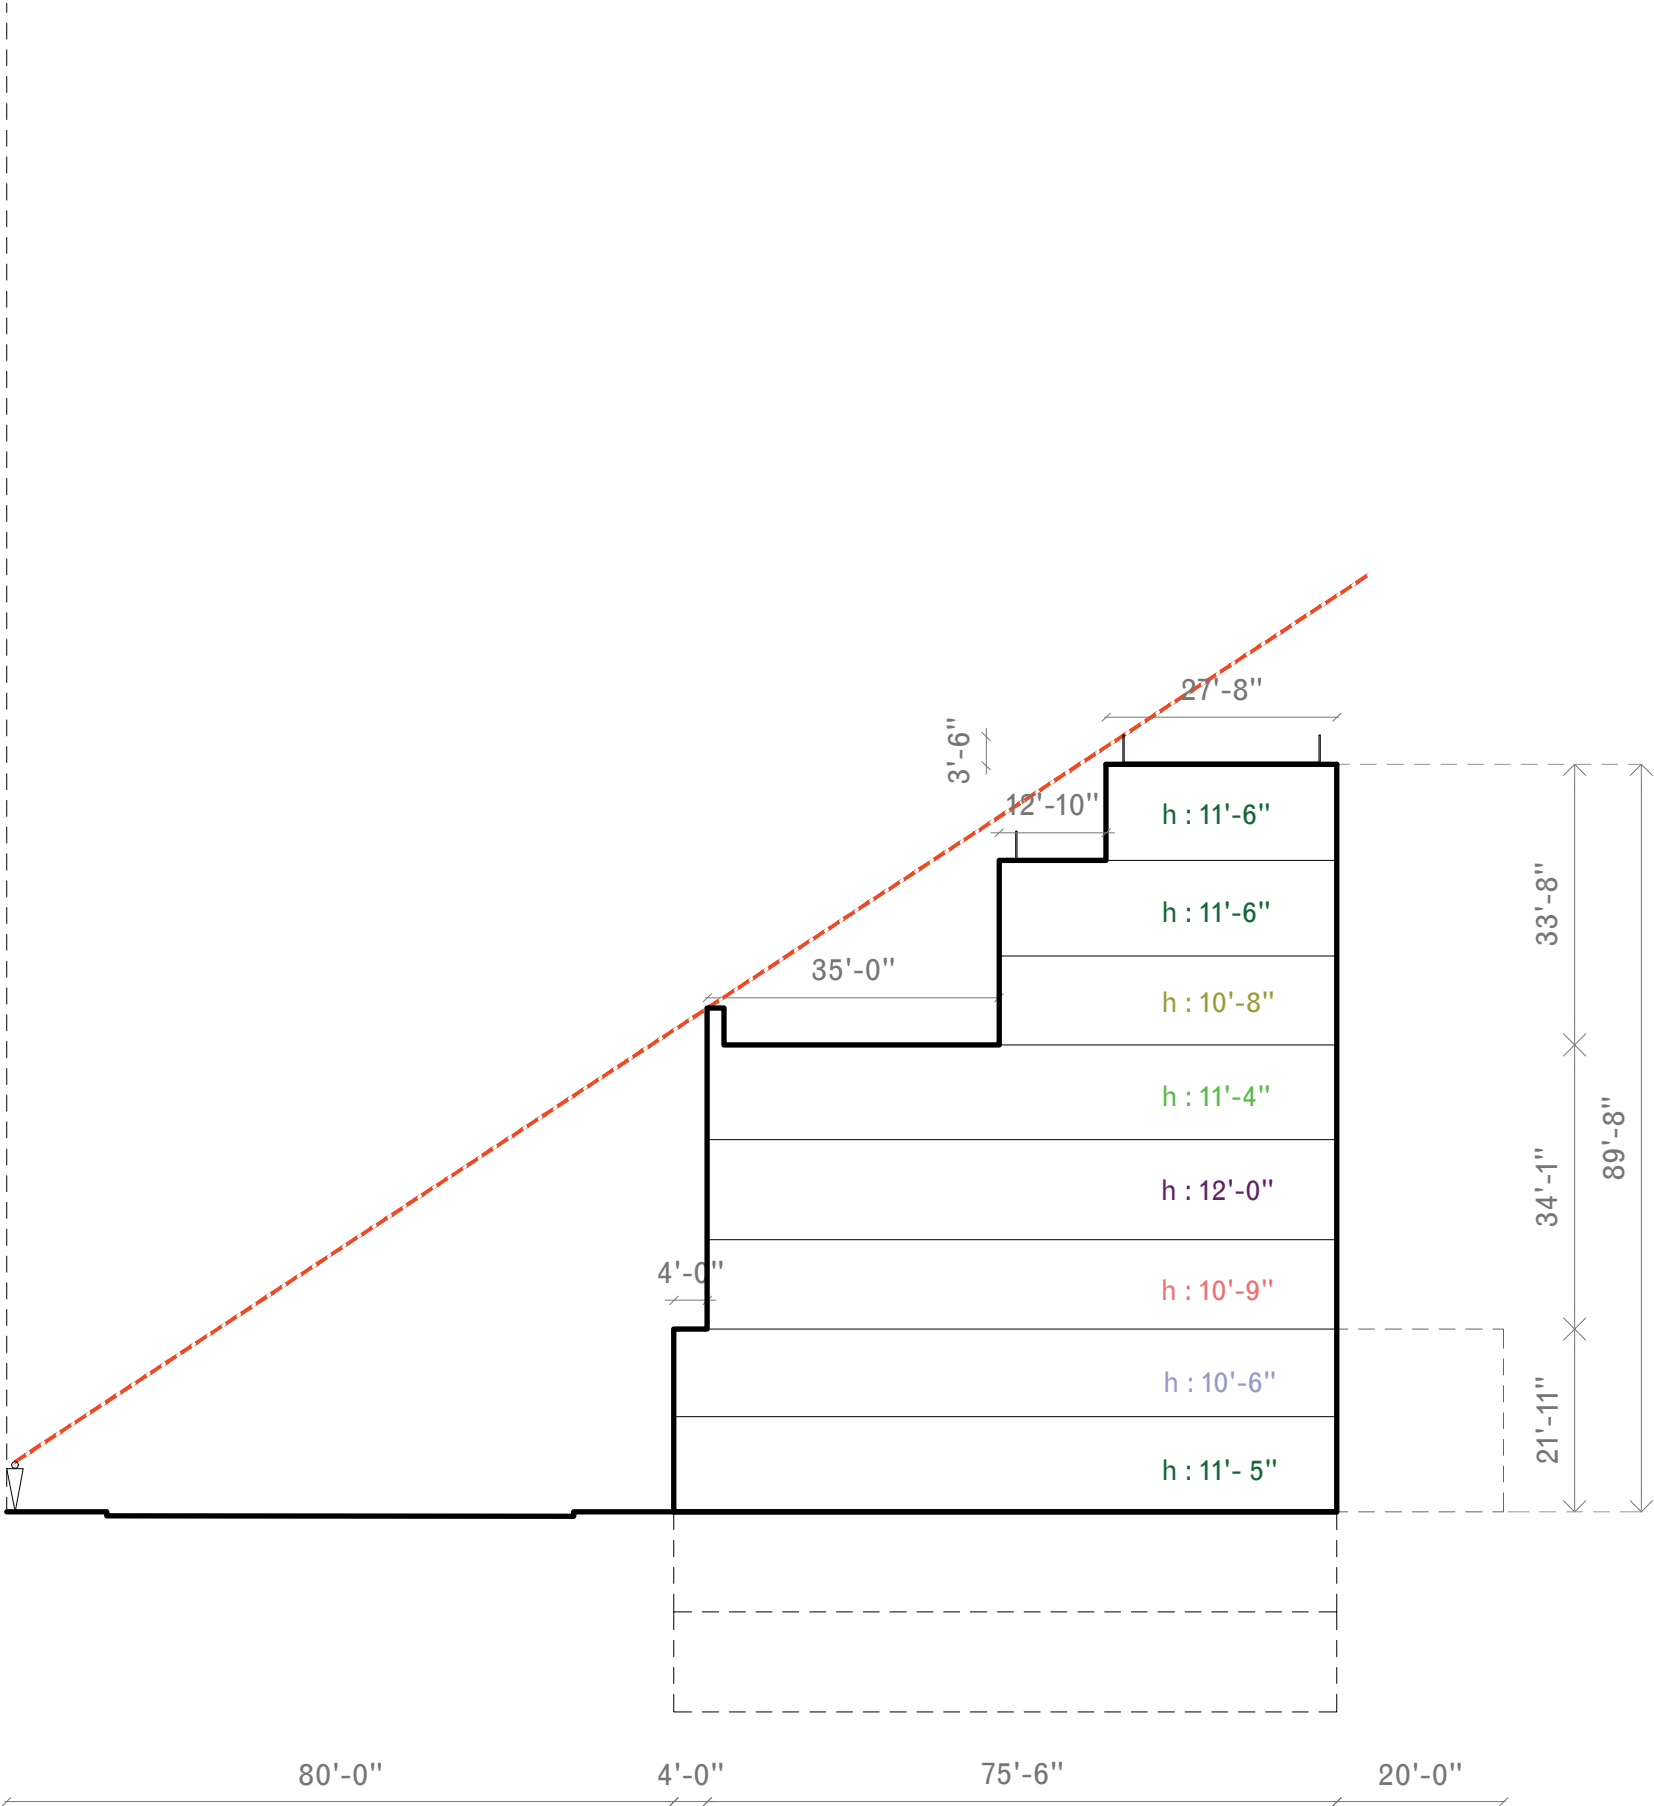 27'-8"
3'-6"
12'-10"
h : 11'-6"
33'-8"
h : 11'-6"
35'-0"
h : 10'-8"
h : 11'-4"
89'-8"
h : 12'-0"
34'-1"
4'-0"
h : 10'-9"
h : 10'-6"
21'-11"
h : 11'- 5"
80'-0"
4'-0"
75'-6"
20'-0"